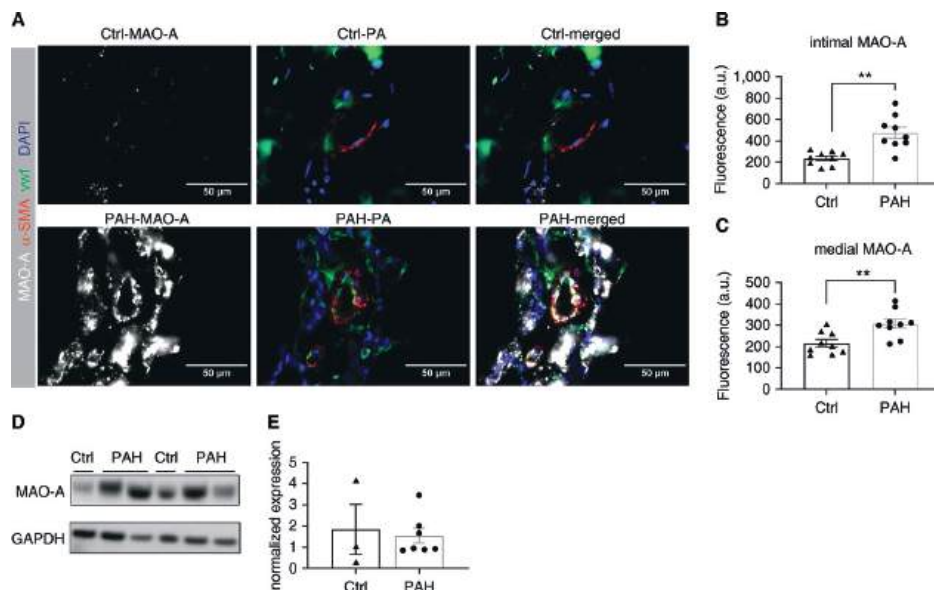 A
Ctrl-MAO-A Ctrl-PA Ctrl-merged
MAO-A α-SMA vwf DAPI
50 µm 50 µm 50 µm
PAH-MAO-A PAH-PA PAH-merged
50 µm 50 µm 50 µm
B
intimal MAO-A
Fluorescence (a.u.)
1,000
800
600
400
200
0
**
Ctrl PAH
C
medial MAO-A
Fluorescence (a.u.)
500
400
300
200
100
0
**
Ctrl PAH
D
Ctrl PAH Ctrl PAH
MAO-A
GAPDH
E
normalized expression
5
4
3
2
1
0
Ctrl PAH